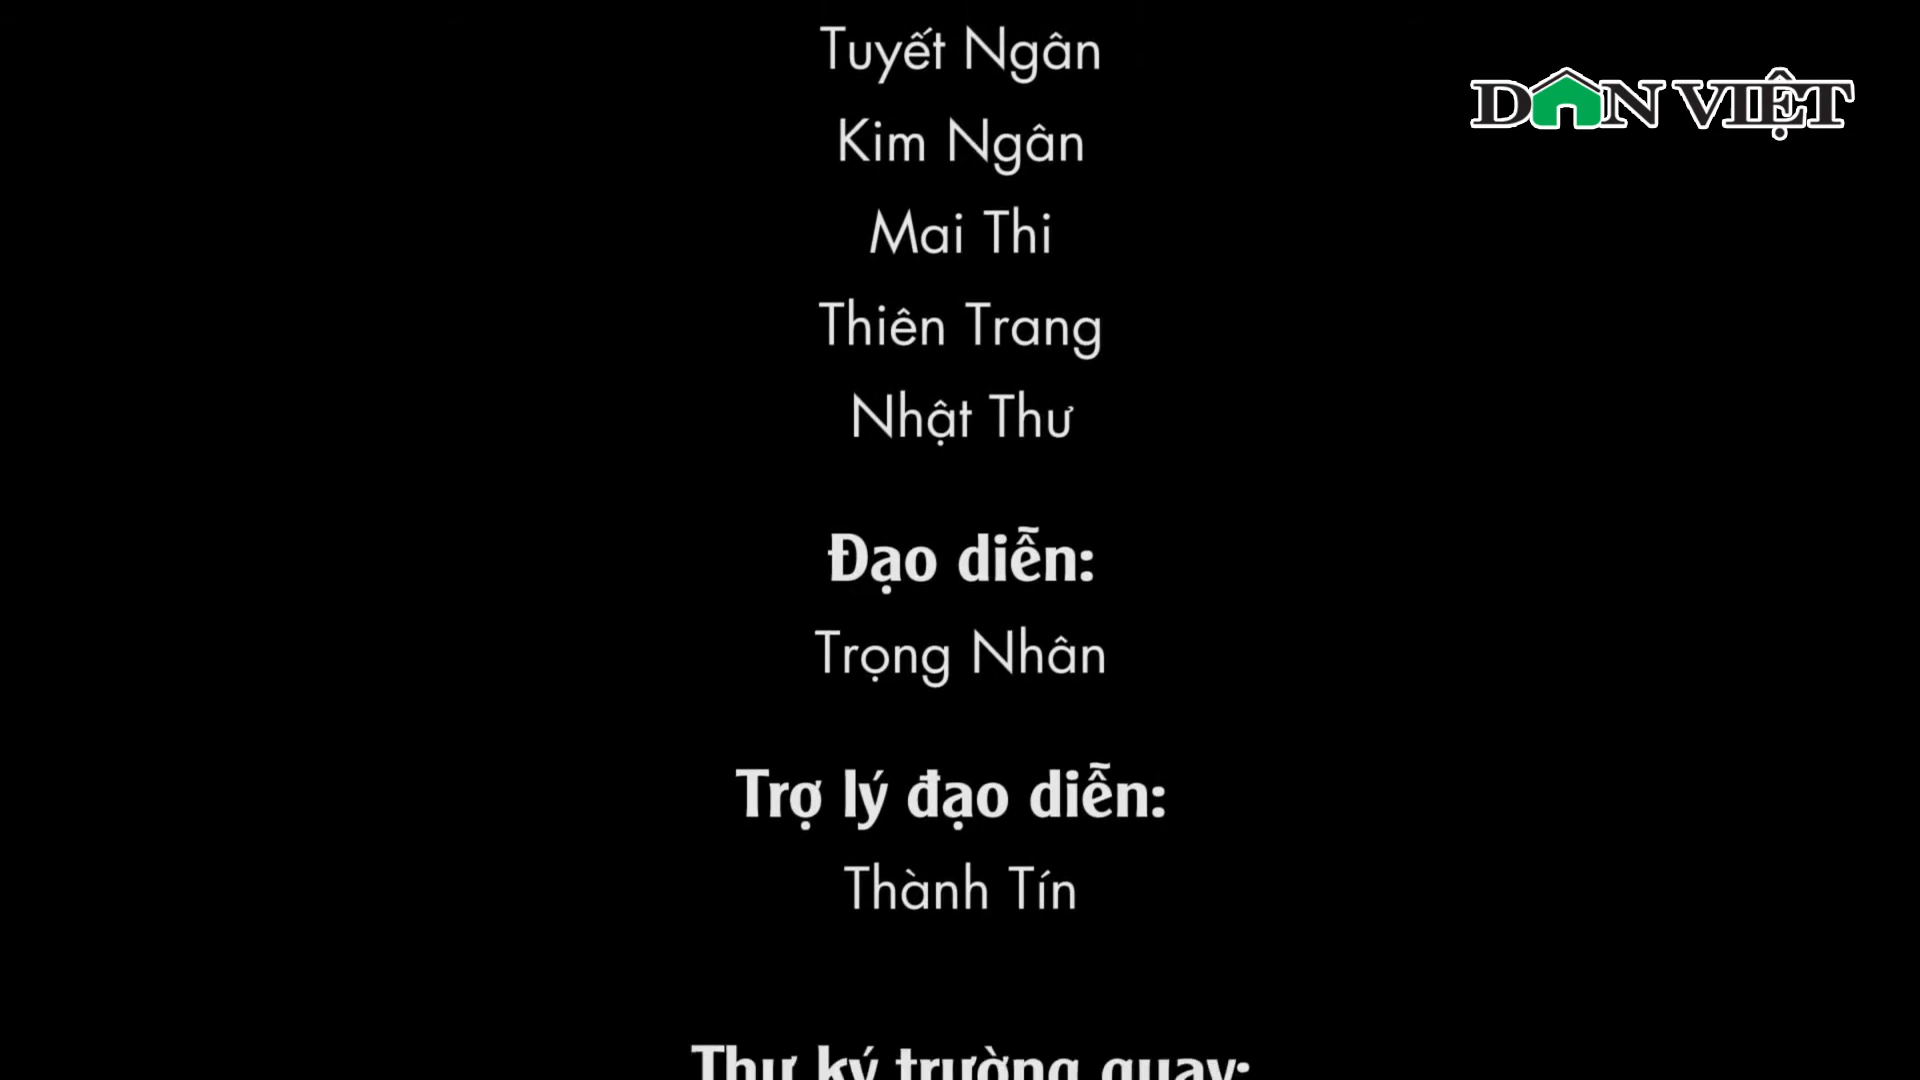 Tuyết Ngân
DÂN VIỆT
Kim Ngân
Mai Thi
Thiên Trang
Nhật Thư
Đạo diễn:
Trọng Nhân
Trợ lý đạo diễn:
Thành Tín
Thư ký trường quay: